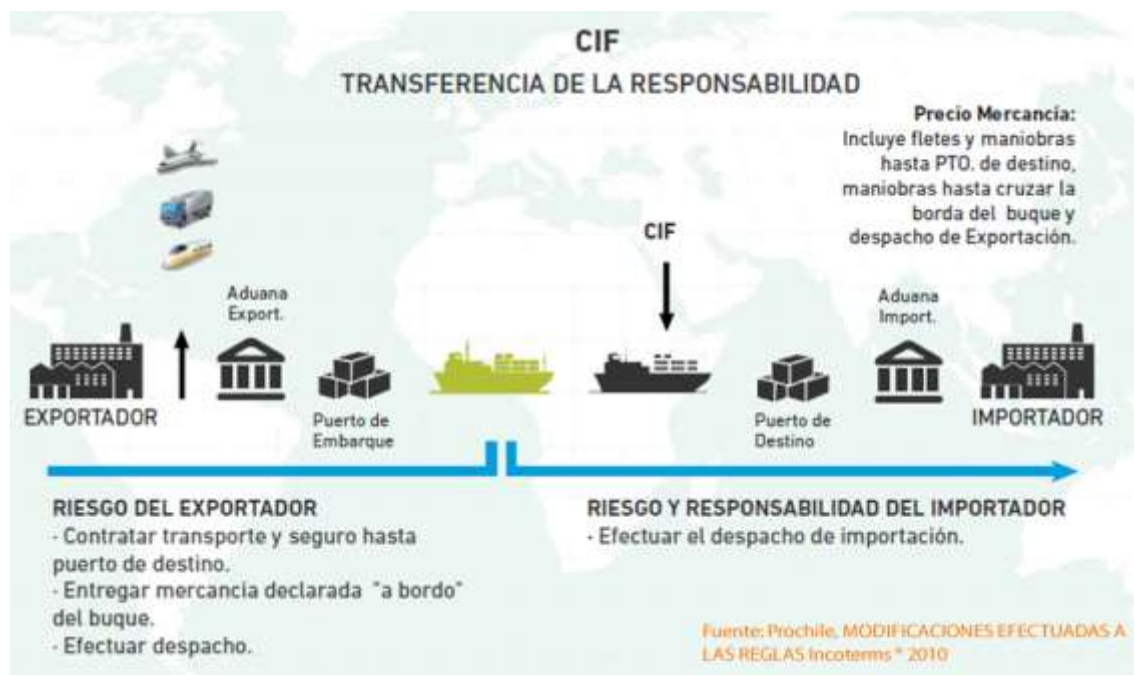 CIF
TRANSFERENCIA DE LA RESPONSABILIDAD
Precio Mercancía:
Incluye fletes y maniobras
hasta PTO. de destino,
maniobras hasta cruzar la
borda del buque y
despacho de Exportación.
CIF
Aduana
Export.
Aduana
Import.
EXPORTADOR
Puerto de
Embarque
Puerto de
Destino
IMPORTADOR
RIESGO DEL EXPORTADOR
· Contratar transporte y seguro hasta
puerto de destino.
· Entregar mercancia declarada "a bordo"
del buque.
· Efectuar despacho.
RIESGO Y RESPONSABILIDAD DEL IMPORTADOR
· Efectuar el despacho de importación.
Fuente: Prochile, MODIFICACIONES EFECTUADAS A
LAS REGLAS Incoterms ® 2010